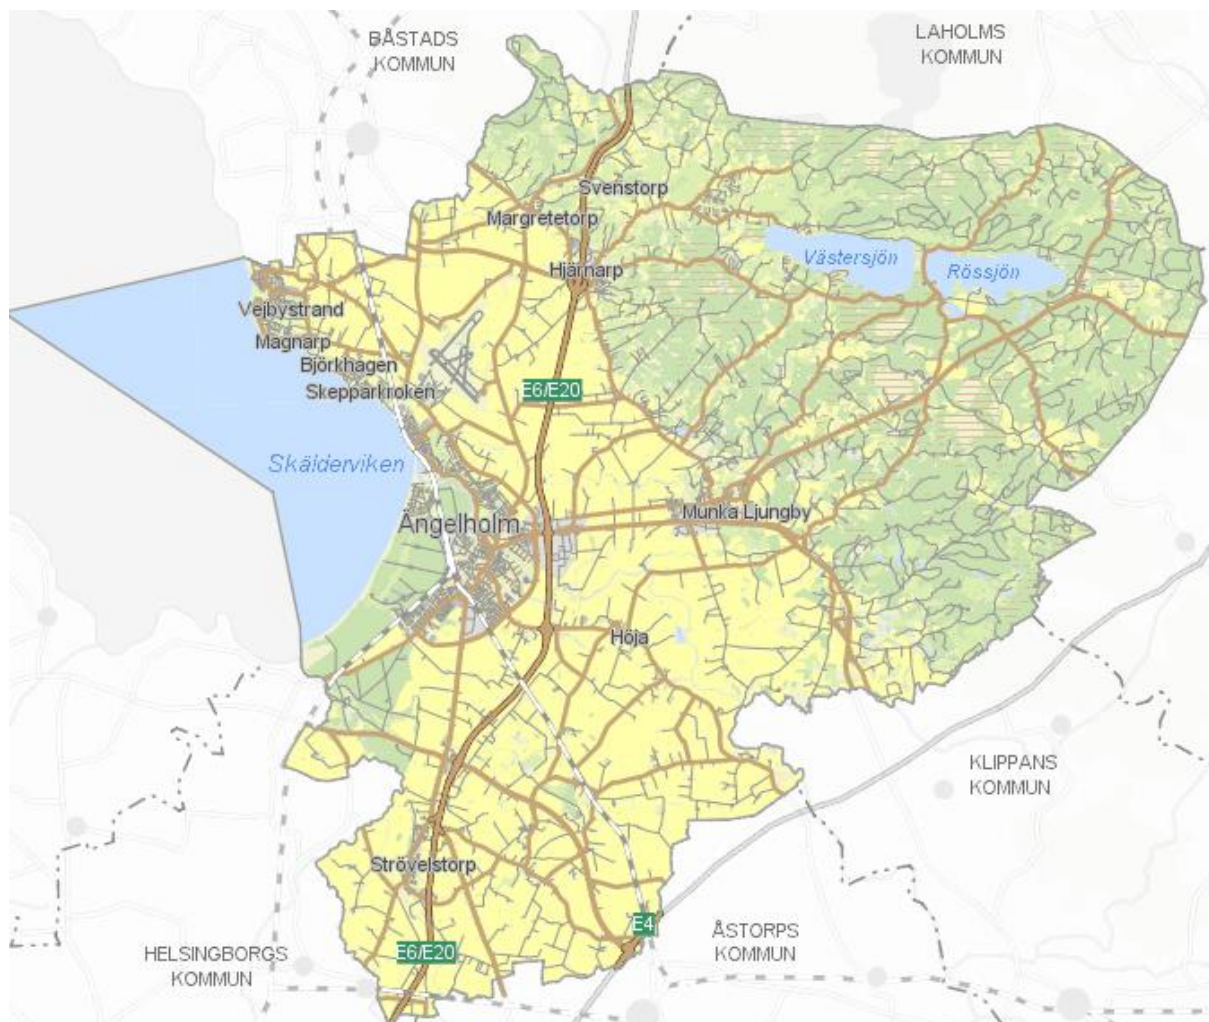 BÅSTADS
KOMMUN
LAHOLMS
KOMMUN
Svenstorp
Margretetorp
Västersjön
Hjärnarp
Rössjön
Vejbystrand
Magnarp
Björkhagen
Skepparkroken
E6/E20
Skälderviken
Ängelholm
Munka Ljungby
Höja
KLIPPANS
KOMMUN
Strövelstorp
E4
ÅSTORPS
KOMMUN
HELSINGBORGS
KOMMUN
E6/E20